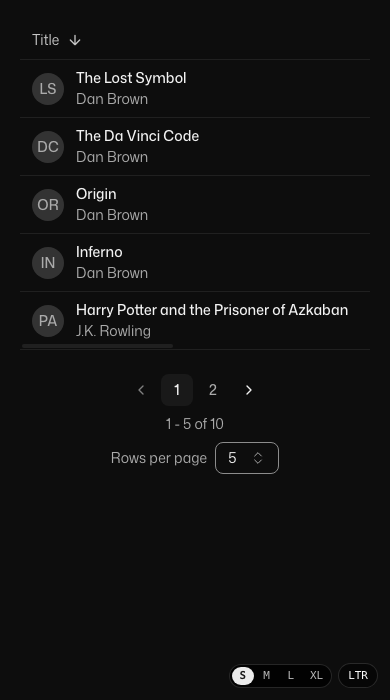 Title
LS
The Lost Symbol
Dan Brown
DC
The Da Vinci Code
Dan Brown
OR
Origin
Dan Brown
IN
Inferno
Dan Brown
PA
Harry Potter and the Prisoner of Azkaban
J.K. Rowling
1 2
1 - 5 of 10
Rows per page 5
S M L XL LTR